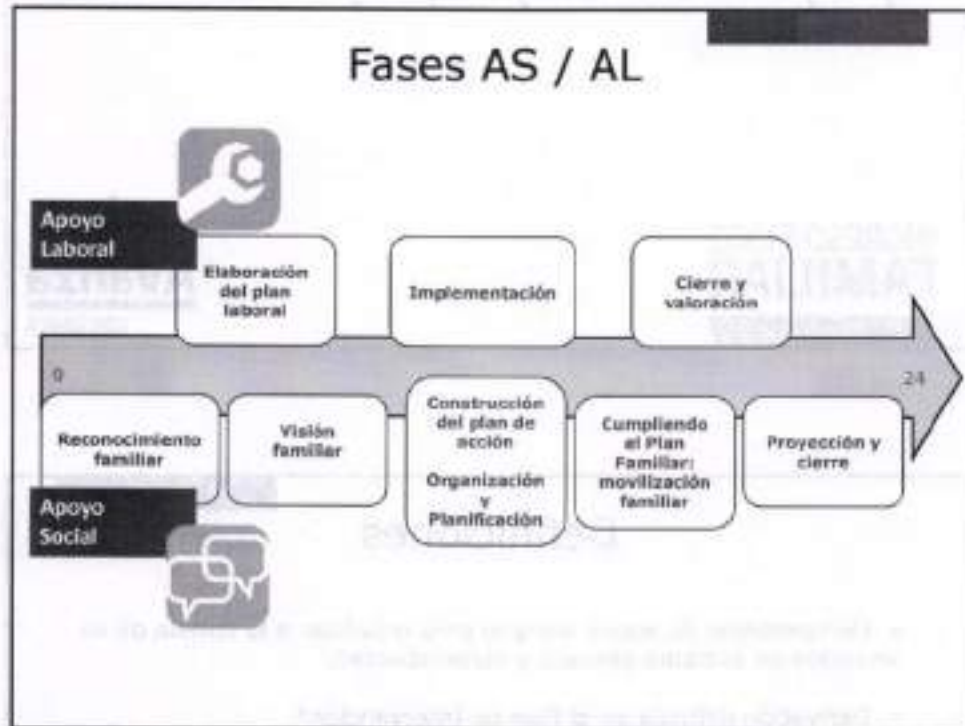 Fases AS / AL
Apoyo
Laboral
Elaboración
del plan
laboral
Implementación
Cierre y
valoración
0
24
Reconocimiento
familiar
Visión
familiar
Construcción
del plan de
acción
Organización
y
Planificación
Cumpliendo
el Plan
Familiar:
movilización
familiar
Proyección y
cierre
Apoyo
Social
FAMILIAR